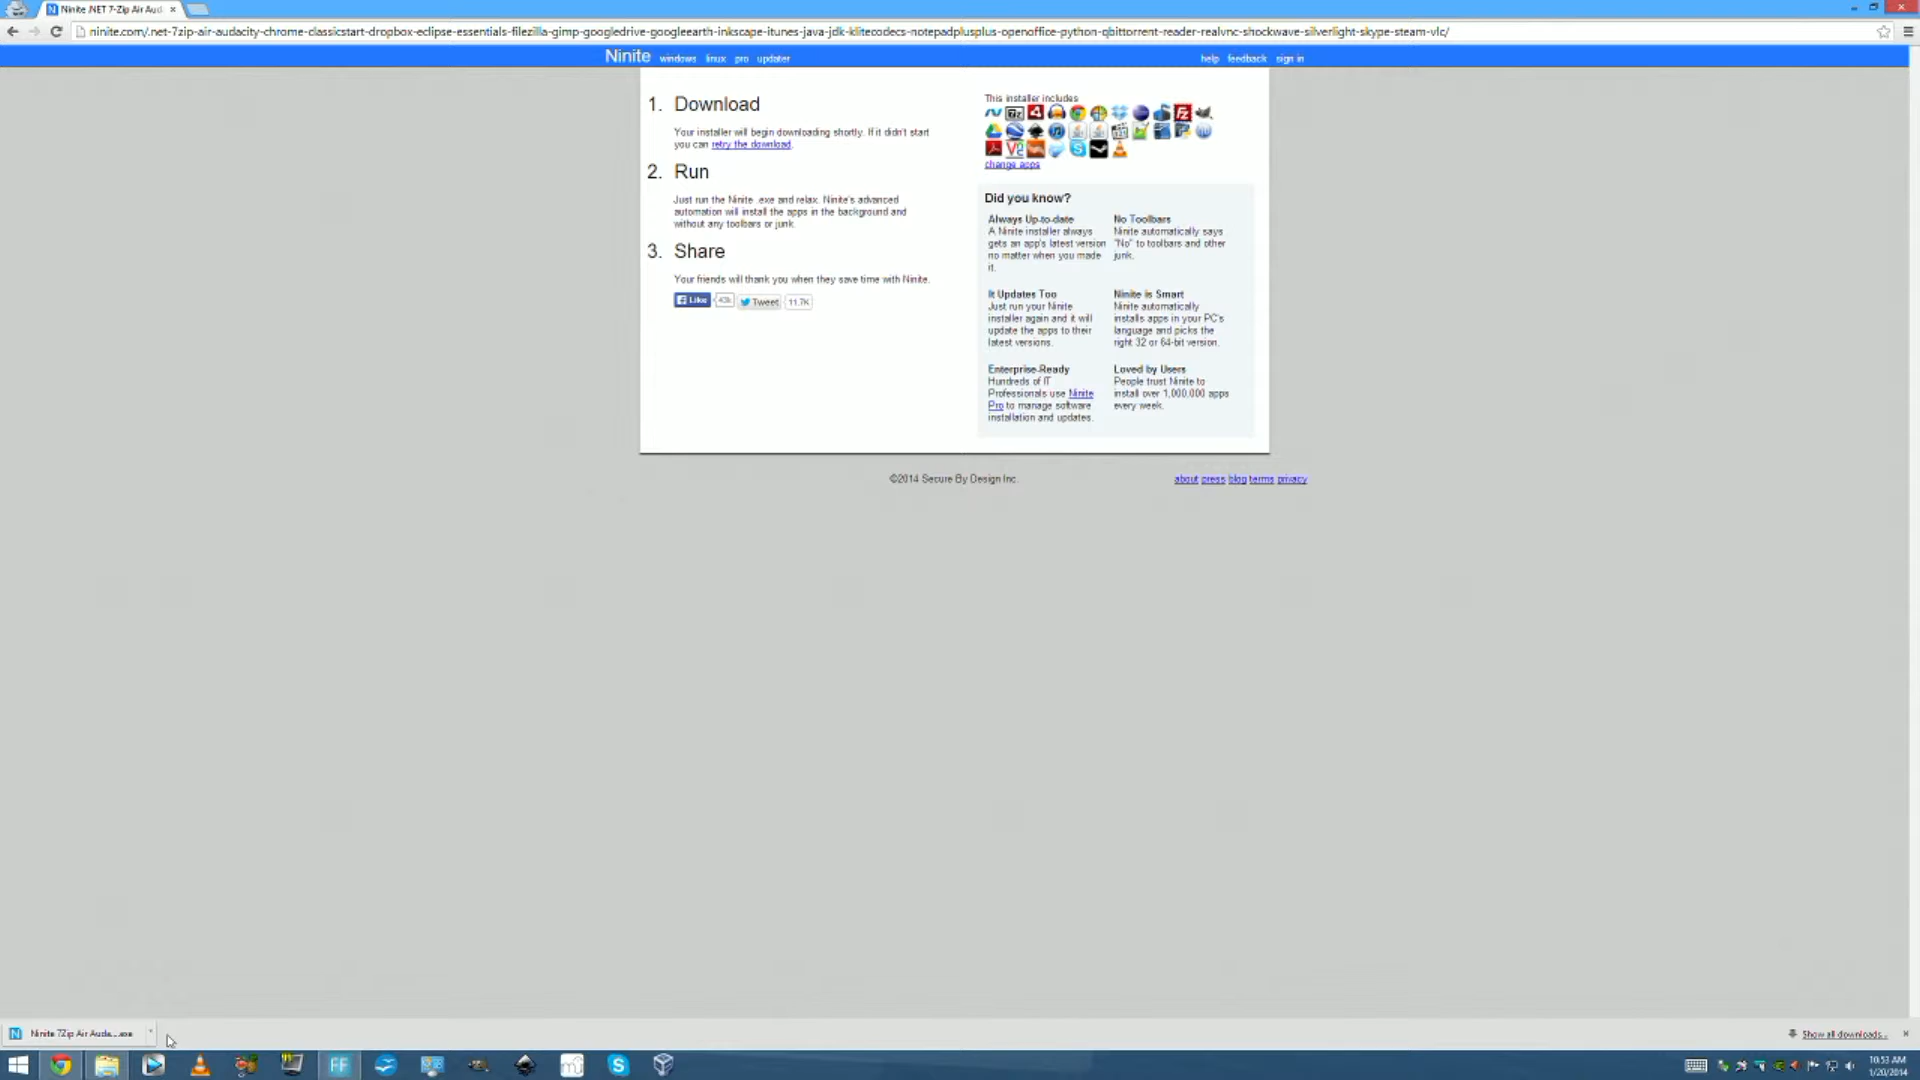 Ninite .NET 7-Zip Air Aud
ninite.com/.net-7zip-air-audacity-chrome-classicstart-dropbox-eclipse-essentials-filezilla-gimp-googledrive-googleearth-inkscape-itunes-java-jdk-klitecodecs-notepadplusplus-openoffice-python-qbittorrent-reader-realvnc-shockwave-silverlight-skype-steam-vlc/
Ninite windows linux pro updater
help feedback sign in
1. Download
Your installer will begin downloading shortly. If it didn't start
you can retry the download.
2. Run
Just run the Ninite .exe and relax. Ninite's advanced
automation will install the apps in the background and
without any toolbars or junk.
3. Share
Your friends will thank you when they save time with Ninite.
Like 43k Tweet 11.7K
This installer includes
change apps
Did you know?
Always Up-to-date
A Ninite installer always
gets an app's latest version
no matter when you made
it.
No Toolbars
Ninite automatically says
"No" to toolbars and other
junk.
It Updates Too
Just run your Ninite
installer again and it will
update the apps to their
latest versions.
Ninite is Smart
Ninite automatically
installs apps in your PC's
language and picks the
right 32 or 64-bit version.
Enterprise-Ready
Hundreds of IT
Professionals use Ninite
Pro to manage software
installation and updates.
Loved by Users
People trust Ninite to
install over 1,000,000 apps
every week.
©2014 Secure By Design Inc.
about press blog terms privacy
Ninite 7Zip Air Auda....exe
Show all downloads...
FF
10:53 AM
1/20/2014